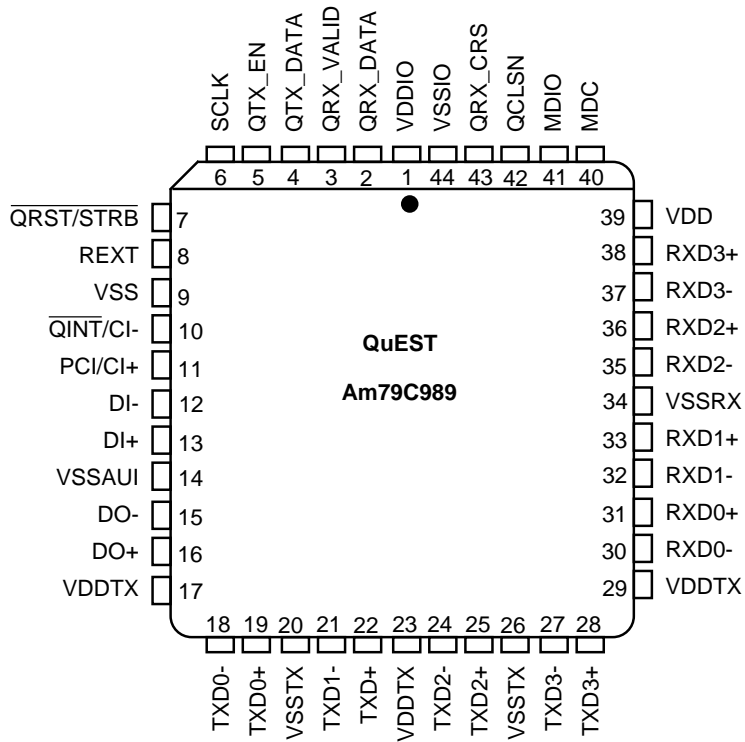 SCLK
QTX_EN
QTX_DATA
QRX_VALID
QRX_DATA
VDDIO
VSSIO
QRX_CRS
QCLSN
MDIO
MDC
6 5 4 3 2 1 44 43 42 41 40
QRST/STRB 7
REXT 8
VSS 9
QINT/CI- 10
PCI/CI+ 11
DI- 12
DI+ 13
VSSAUI 14
DO- 15
DO+ 16
VDDTX 17
QuEST
Am79C989
39 VDD
38 RXD3+
37 RXD3-
36 RXD2+
35 RXD2-
34 VSSRX
33 RXD1+
32 RXD1-
31 RXD0+
30 RXD0-
29 VDDTX
18 19 20 21 22 23 24 25 26 27 28
TXD0-
TXD0+
VSSTX
TXD1-
TXD+
VDDTX
TXD2-
TXD2+
VSSTX
TXD3-
TXD3+